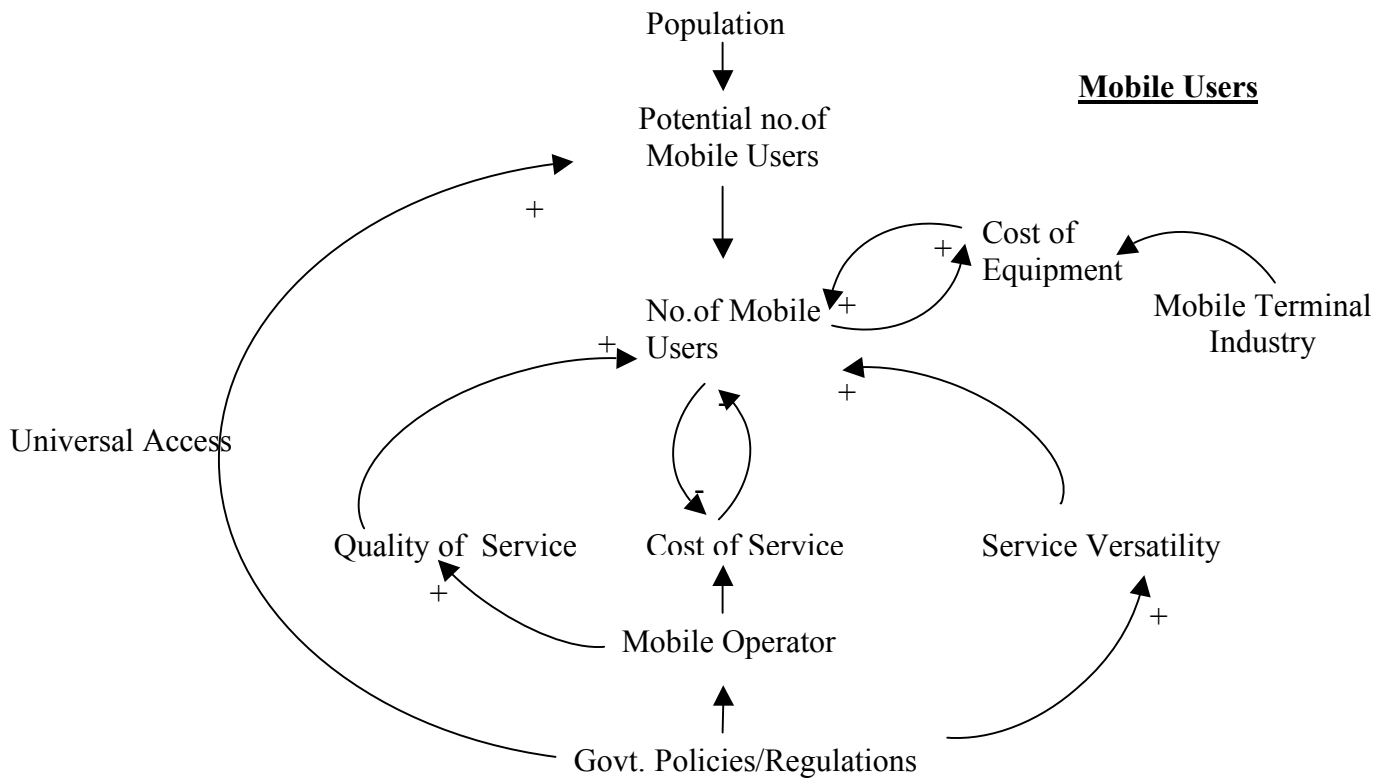 Population
Mobile Users
Potential no.of
Mobile Users
+
Cost of
Equipment
+
Mobile Terminal
Industry
No.of Mobile
Users
+
+
+
-
Universal Access
-
Quality of  Service
Cost of Service
Service Versatility
+
+
Mobile Operator
Govt. Policies/Regulations